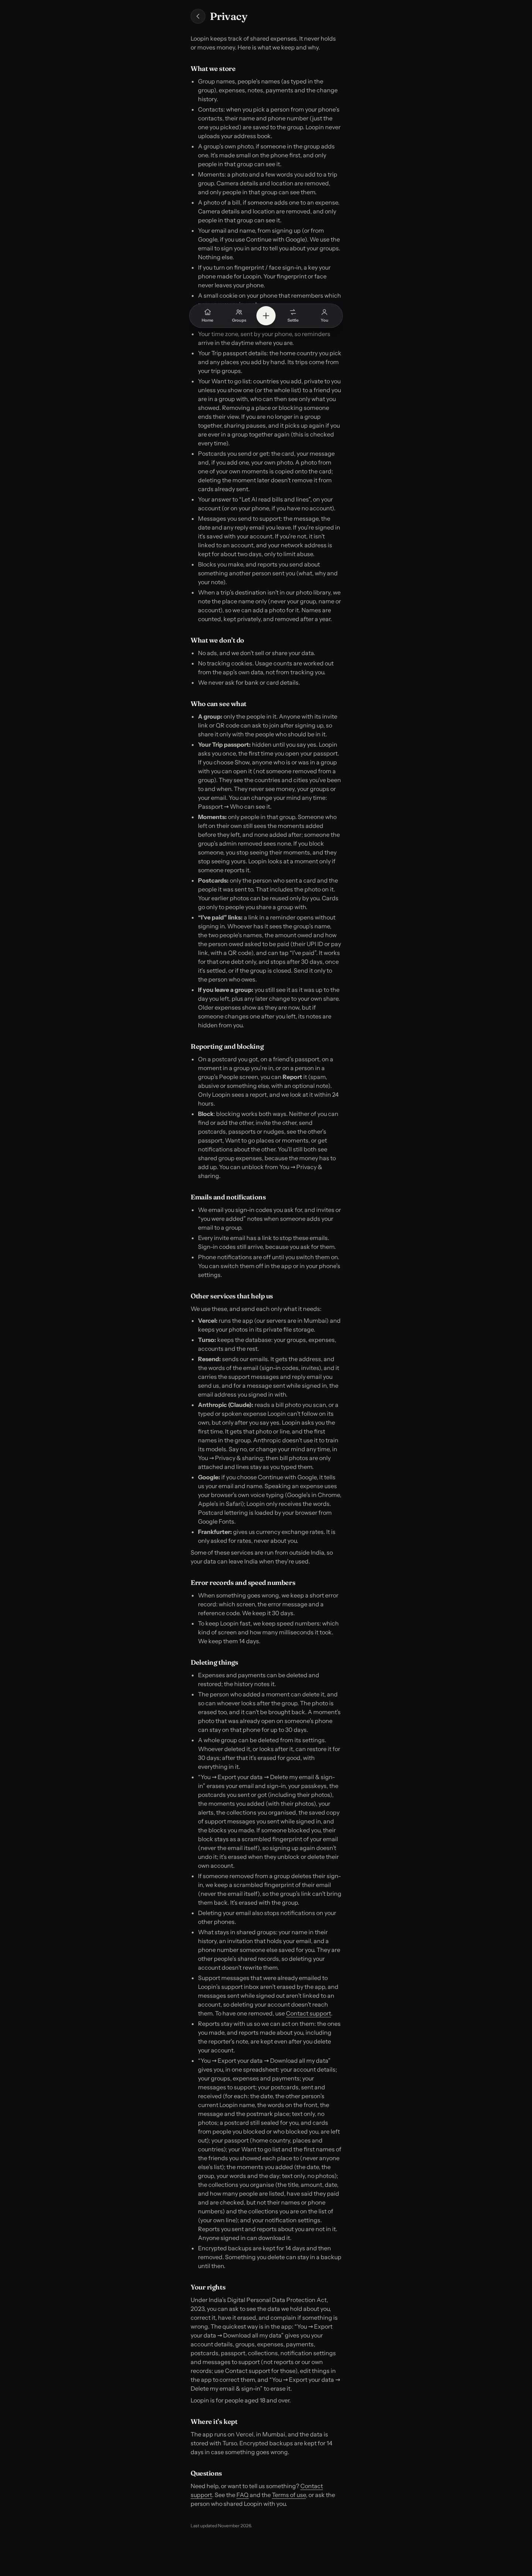 Privacy
Loopin keeps track of shared expenses. It never holds
or moves money. Here is what we keep and why.
What we store
Group names, people's names (as typed in the
group), expenses, notes, payments and the change
history.
Contacts: when you pick a person from your phone's
contacts, their name and phone number (just the
one you picked) are saved to the group. Loopin never
uploads your address book.
A group's own photo, if someone in the group adds
one. It's made small on the phone first, and only
people in that group can see it.
Moments: a photo and a few words you add to a trip
group. Camera details and location are removed,
and only people in that group can see them.
A photo of a bill, if someone adds one to an expense.
Camera details and location are removed, and only
people in that group can see it.
Your email and name, from signing up (or from
Google, if you use Continue with Google). We use the
email to sign you in and to tell you about your groups.
Nothing else.
If you turn on fingerprint / face sign-in, a key your
phone made for Loopin. Your fingerprint or face
never leaves your phone.
A small cookie on your phone that remembers which
Home
Groups
Settle
You
Your time zone, sent by your phone, so reminders
arrive in the daytime where you are.
Your Trip passport details: the home country you pick
and any places you add by hand. Its trips come from
your trip groups.
Your Want to go list: countries you add, private to you
unless you show one (or the whole list) to a friend you
are in a group with, who can then see only what you
showed. Removing a place or blocking someone
ends their view. If you are no longer in a group
together, sharing pauses, and it picks up again if you
are ever in a group together again (this is checked
every time).
Postcards you send or get: the card, your message
and, if you add one, your own photo. A photo from
one of your own moments is copied onto the card;
deleting the moment later doesn't remove it from
cards already sent.
Your answer to "Let AI read bills and lines", on your
account (or on your phone, if you have no account).
Messages you send to support: the message, the
date and any reply email you leave. If you're signed in
it's saved with your account. If you're not, it isn't
linked to an account, and your network address is
kept for about two days, only to limit abuse.
Blocks you make, and reports you send about
something another person sent you (what, why and
your note).
When a trip's destination isn't in our photo library, we
note the place name only (never your group, name or
account), so we can add a photo for it. Names are
counted, kept privately, and removed after a year.
What we don't do
No ads, and we don't sell or share your data.
No tracking cookies. Usage counts are worked out
from the app's own data, not from tracking you.
We never ask for bank or card details.
Who can see what
A group: only the people in it. Anyone with its invite
link or QR code can ask to join after signing up, so
share it only with the people who should be in it.
Your Trip passport: hidden until you say yes. Loopin
asks you once, the first time you open your passport.
If you choose Show, anyone who is or was in a group
with you can open it (not someone removed from a
group). They see the countries and cities you've been
to and when. They never see money, your groups or
your email. You can change your mind any time:
Passport → Who can see it.
Moments: only people in that group. Someone who
left on their own still sees the moments added
before they left, and none added after; someone the
group's admin removed sees none. If you block
someone, you stop seeing their moments, and they
stop seeing yours. Loopin looks at a moment only if
someone reports it.
Postcards: only the person who sent a card and the
people it was sent to. That includes the photo on it.
Your earlier photos can be reused only by you. Cards
go only to people you share a group with.
"I've paid" links: a link in a reminder opens without
signing in. Whoever has it sees the group's name,
the two people's names, the amount owed and how
the person owed asked to be paid (their UPI ID or pay
link, with a QR code), and can tap "I've paid". It works
for that one debt only, and stops after 30 days, once
it's settled, or if the group is closed. Send it only to
the person who owes.
If you leave a group: you still see it as it was up to the
day you left, plus any later change to your own share.
Older expenses show as they are now, but if
someone changes one after you left, its notes are
hidden from you.
Reporting and blocking
On a postcard you got, on a friend's passport, on a
moment in a group you're in, or on a person in a
group's People screen, you can Report it (spam,
abusive or something else, with an optional note).
Only Loopin sees a report, and we look at it within 24
hours.
Block: blocking works both ways. Neither of you can
find or add the other, invite the other, send
postcards, passports or nudges, see the other's
passport, Want to go places or moments, or get
notifications about the other. You'll still both see
shared group expenses, because the money has to
add up. You can unblock from You → Privacy &
sharing.
Emails and notifications
We email you sign-in codes you ask for, and invites or
"you were added" notes when someone adds your
email to a group.
Every invite email has a link to stop these emails.
Sign-in codes still arrive, because you ask for them.
Phone notifications are off until you switch them on.
You can switch them off in the app or in your phone's
settings.
Other services that help us
We use these, and send each only what it needs:
Vercel: runs the app (our servers are in Mumbai) and
keeps your photos in its private file storage.
Turso: keeps the database: your groups, expenses,
accounts and the rest.
Resend: sends our emails. It gets the address, and
the words of the email (sign-in codes, invites), and it
carries the support messages and reply email you
send us, and for a message sent while signed in, the
email address you signed in with.
Anthropic (Claude): reads a bill photo you scan, or a
typed or spoken expense Loopin can't follow on its
own, but only after you say yes. Loopin asks you the
first time. It gets that photo or line, and the first
names in the group. Anthropic doesn't use it to train
its models. Say no, or change your mind any time, in
You → Privacy & sharing; then bill photos are only
attached and lines stay as you typed them.
Google: if you choose Continue with Google, it tells
us your email and name. Speaking an expense uses
your browser's own voice typing (Google's in Chrome,
Apple's in Safari); Loopin only receives the words.
Postcard lettering is loaded by your browser from
Google Fonts.
Frankfurter: gives us currency exchange rates. It is
only asked for rates, never about you.
Some of these services are run from outside India, so
your data can leave India when they're used.
Error records and speed numbers
When something goes wrong, we keep a short error
record: which screen, the error message and a
reference code. We keep it 30 days.
To keep Loopin fast, we keep speed numbers: which
kind of screen and how many milliseconds it took.
We keep them 14 days.
Deleting things
Expenses and payments can be deleted and
restored; the history notes it.
The person who added a moment can delete it, and
so can whoever looks after the group. The photo is
erased too, and it can't be brought back. A moment's
photo that was already open on someone's phone
can stay on that phone for up to 30 days.
A whole group can be deleted from its settings.
Whoever deleted it, or looks after it, can restore it for
30 days; after that it's erased for good, with
everything in it.
"You → Export your data → Delete my email & sign-
in" erases your email and sign-in, your passkeys, the
postcards you sent or got (including their photos),
the moments you added (with their photos), your
alerts, the collections you organised, the saved copy
of support messages you sent while signed in, and
the blocks you made. If someone blocked you, their
block stays as a scrambled fingerprint of your email
(never the email itself), so signing up again doesn't
undo it; it's erased when they unblock or delete their
own account.
If someone removed from a group deletes their sign-
in, we keep a scrambled fingerprint of their email
(never the email itself), so the group's link can't bring
them back. It's erased with the group.
Deleting your email also stops notifications on your
other phones.
What stays in shared groups: your name in their
history, an invitation that holds your email, and a
phone number someone else saved for you. They are
other people's shared records, so deleting your
account doesn't rewrite them.
Support messages that were already emailed to
Loopin's support inbox aren't erased by the app, and
messages sent while signed out aren't linked to an
account, so deleting your account doesn't reach
them. To have one removed, use Contact support.
Reports stay with us so we can act on them: the ones
you made, and reports made about you, including
the reporter's note, are kept even after you delete
your account.
"You → Export your data → Download all my data"
gives you, in one spreadsheet: your account details;
your groups, expenses and payments; your
messages to support; your postcards, sent and
received (for each: the date, the other person's
current Loopin name, the words on the front, the
message and the postmark place; text only, no
photos; a postcard still sealed for you, and cards
from people you blocked or who blocked you, are left
out); your passport (home country, places and
countries); your Want to go list and the first names of
the friends you showed each place to (never anyone
else's list); the moments you added (the date, the
group, your words and the day; text only, no photos);
the collections you organise (the title, amount, date,
and how many people are listed, have said they paid
and are checked, but not their names or phone
numbers) and the collections you are on the list of
(your own line); and your notification settings.
Reports you sent and reports about you are not in it.
Anyone signed in can download it.
Encrypted backups are kept for 14 days and then
removed. Something you delete can stay in a backup
until then.
Your rights
Under India's Digital Personal Data Protection Act,
2023, you can ask to see the data we hold about you,
correct it, have it erased, and complain if something is
wrong. The quickest way is in the app: "You → Export
your data → Download all my data" gives you your
account details, groups, expenses, payments,
postcards, passport, collections, notification settings
and messages to support (not reports or our own
records; use Contact support for those), edit things in
the app to correct them, and "You → Export your data →
Delete my email & sign-in" to erase it.
Loopin is for people aged 18 and over.
Where it's kept
The app runs on Vercel, in Mumbai, and the data is
stored with Turso. Encrypted backups are kept for 14
days in case something goes wrong.
Questions
Need help, or want to tell us something? Contact
support. See the FAQ and the Terms of use, or ask the
person who shared Loopin with you.
Last updated November 2026.